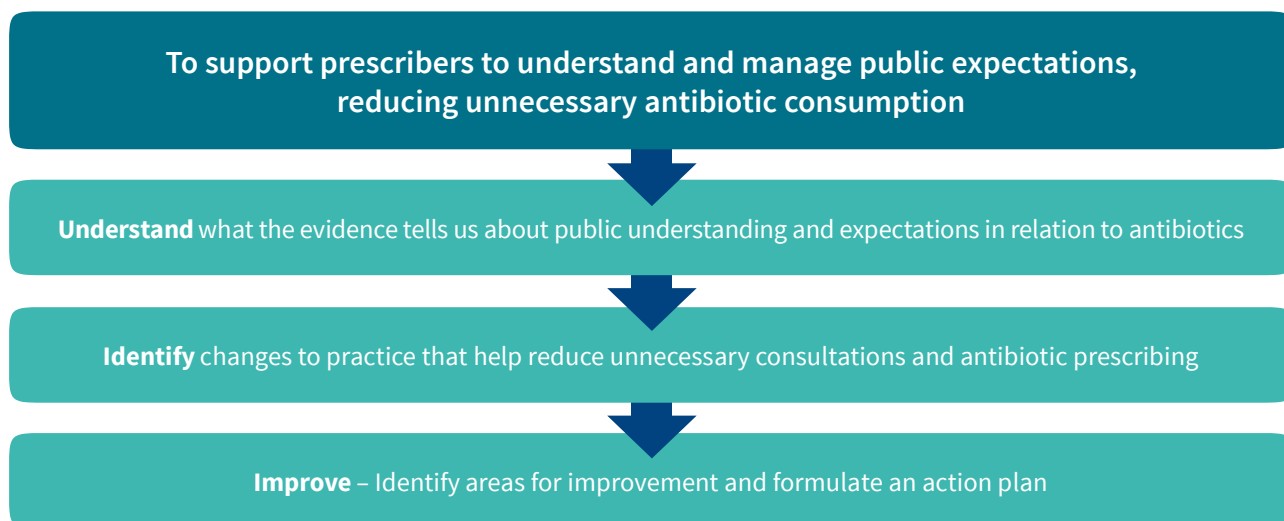 To support prescribers to understand and manage public expectations,
reducing unnecessary antibiotic consumption
Understand what the evidence tells us about public understanding and expectations in relation to antibiotics
Identify changes to practice that help reduce unnecessary consultations and antibiotic prescribing
Improve – Identify areas for improvement and formulate an action plan